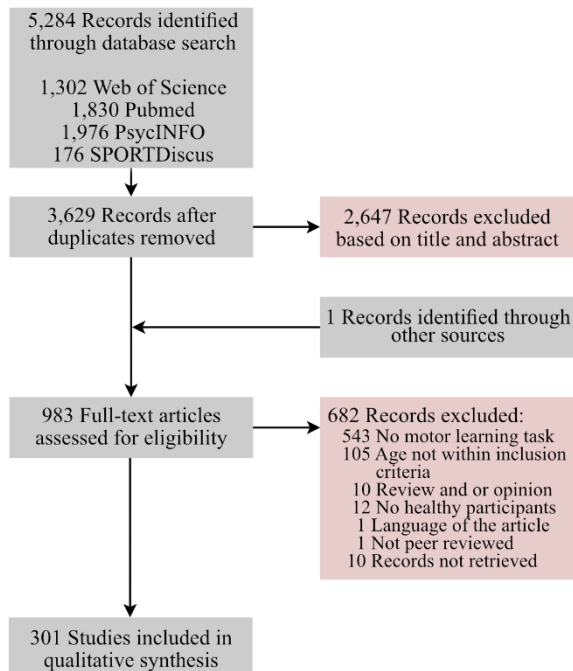 5,284 Records identified
through database search
1,302 Web of Science
1,830 Pubmed
1,976 PsycINFO
176 SPORTDiscus
3,629 Records after
duplicates removed
2,647 Records excluded
based on title and abstract
1 Records identified through
other sources
983 Full-text articles
assessed for eligibility
682 Records excluded:
543 No motor learning task
105 Age not within inclusion
criteria
10 Review and or opinion
12 No healthy participants
1 Language of the article
1 Not peer reviewed
10 Records not retrieved
301 Studies included in
qualitative synthesis